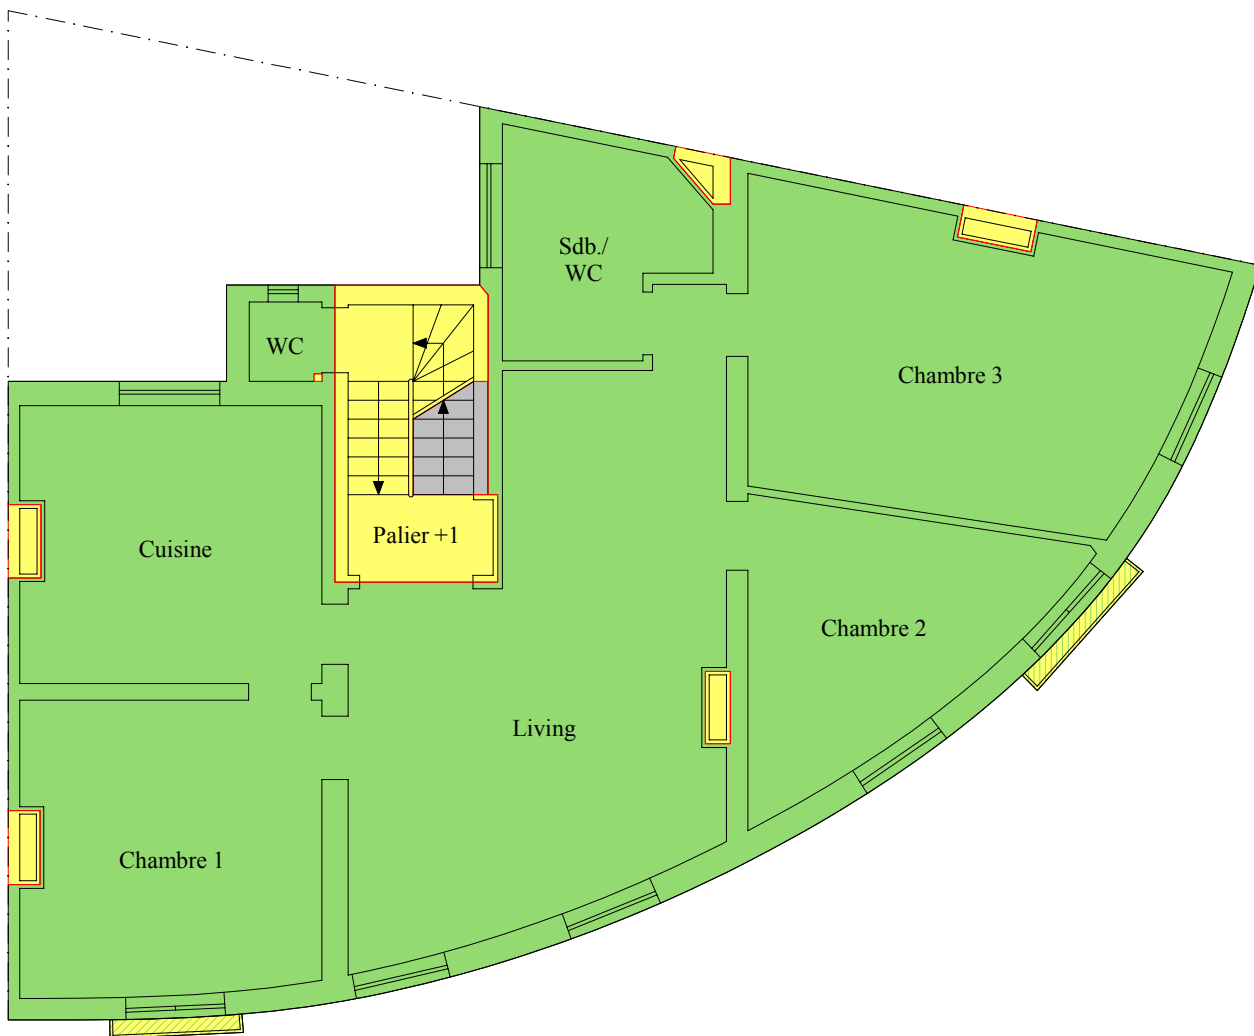 Sdb./
WC
WC
Chambre 3
Palier +1
Cuisine
Chambre 2
Living
Chambre 1